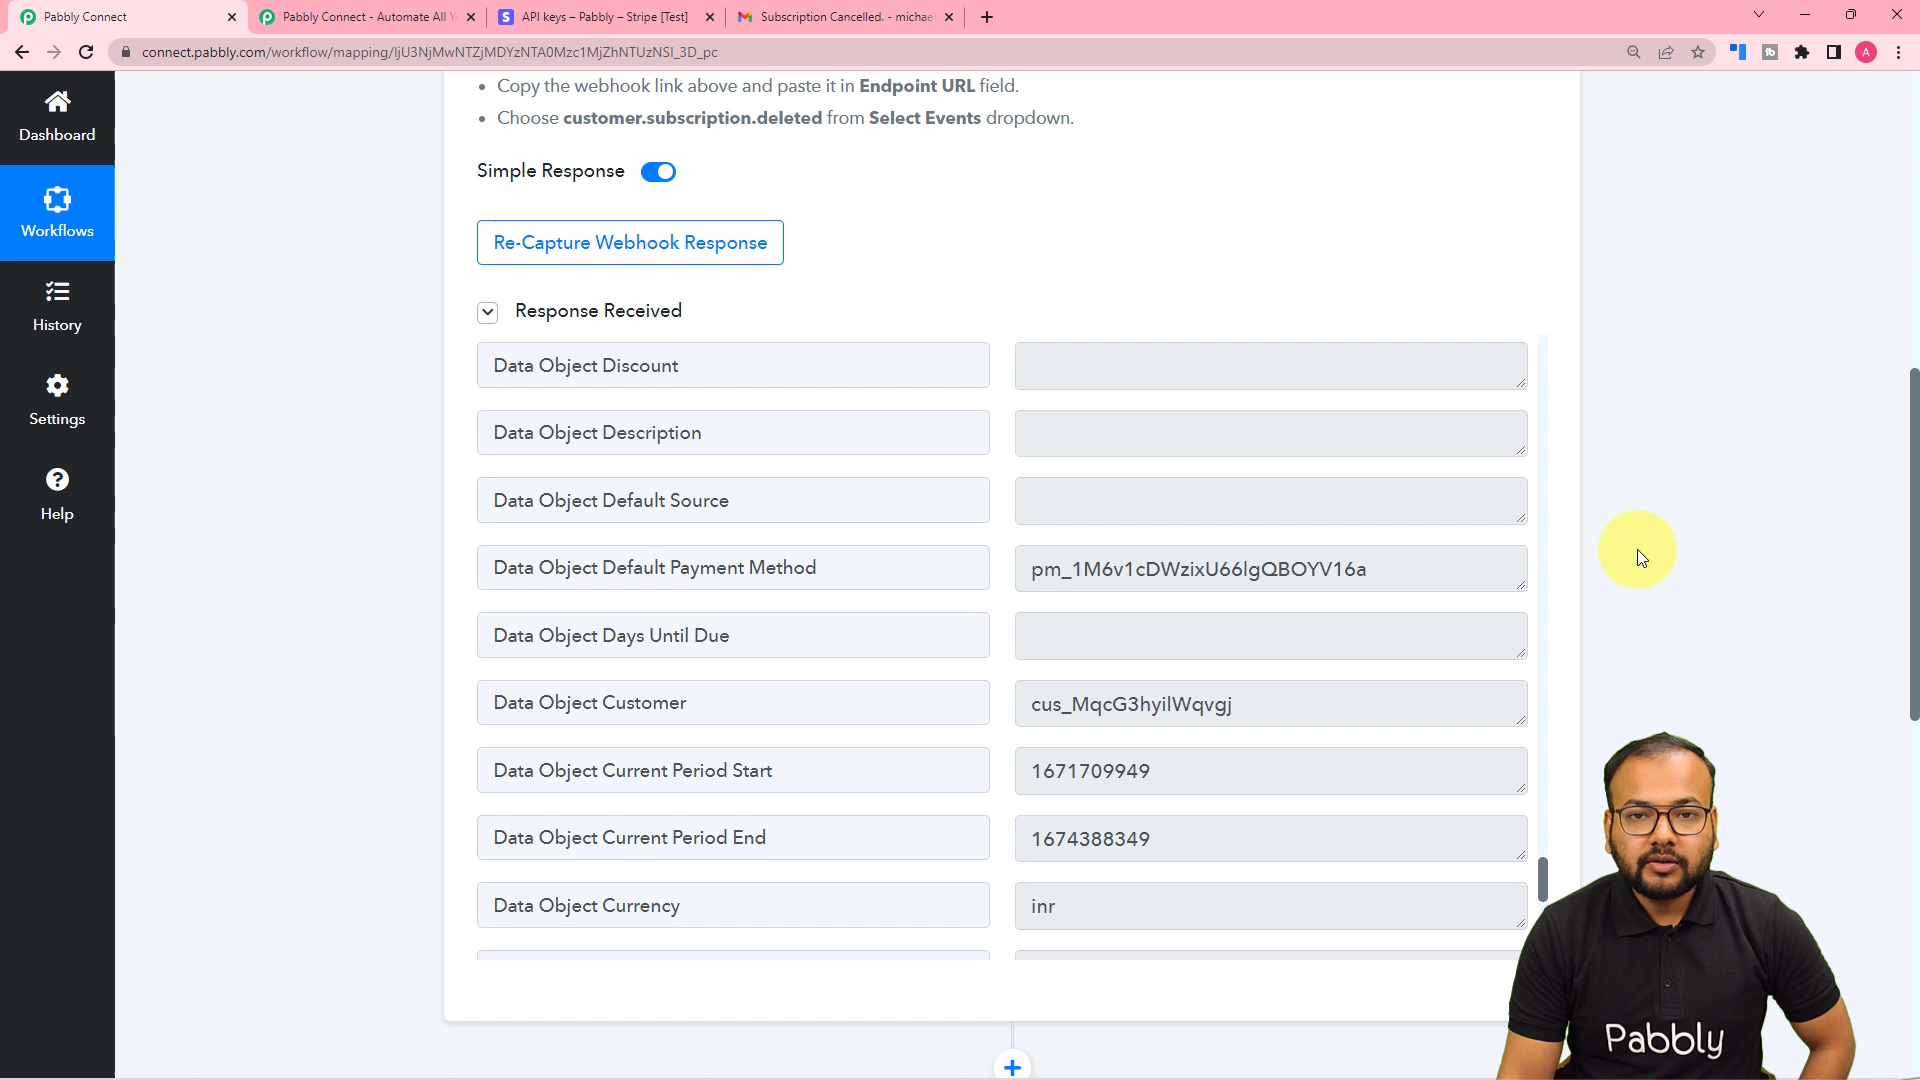 Pabbly Connect
Pabbly Connect - Automate All Y
API keys – Pabbly – Stripe [Test]
Subscription Cancelled. - michae
connect.pabbly.com/workflow/mapping/IjU3NjMwNTZjMDYzNTA0Mzc1MjZhNTUzNSI_3D_pc
A
Dashboard
Workflows
History
Settings
Help
Copy the webhook link above and paste it in Endpoint URL field.
Choose customer.subscription.deleted from Select Events dropdown.
Simple Response
Re-Capture Webhook Response
Response Received
Data Object Discount
Data Object Description
Data Object Default Source
Data Object Default Payment Method
pm_1M6v1cDWzixU66lgQBOYV16a
Data Object Days Until Due
Data Object Customer
cus_MqcG3hyilWqvgj
Data Object Current Period Start
1671709949
Data Object Current Period End
1674388349
Data Object Currency
inr
Pabbly